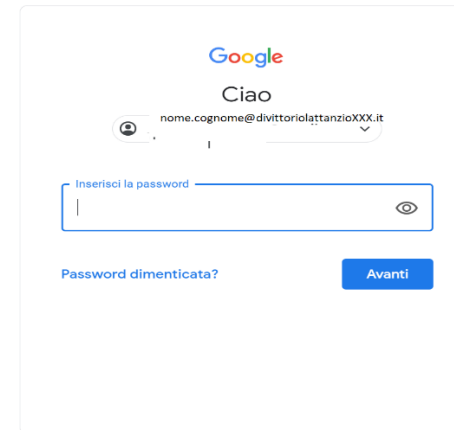 Google
Ciao
nome.cognome@divittoriolattanzioXXX.it
Inserisci la password
Password dimenticata?
Avanti